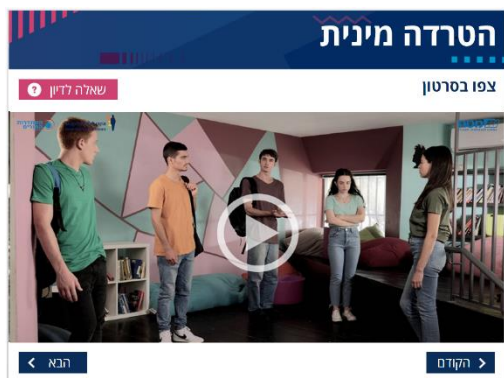 הטרדה מינית
צפו בסרטון
שאלה לדיון ?
הקודם
הבא